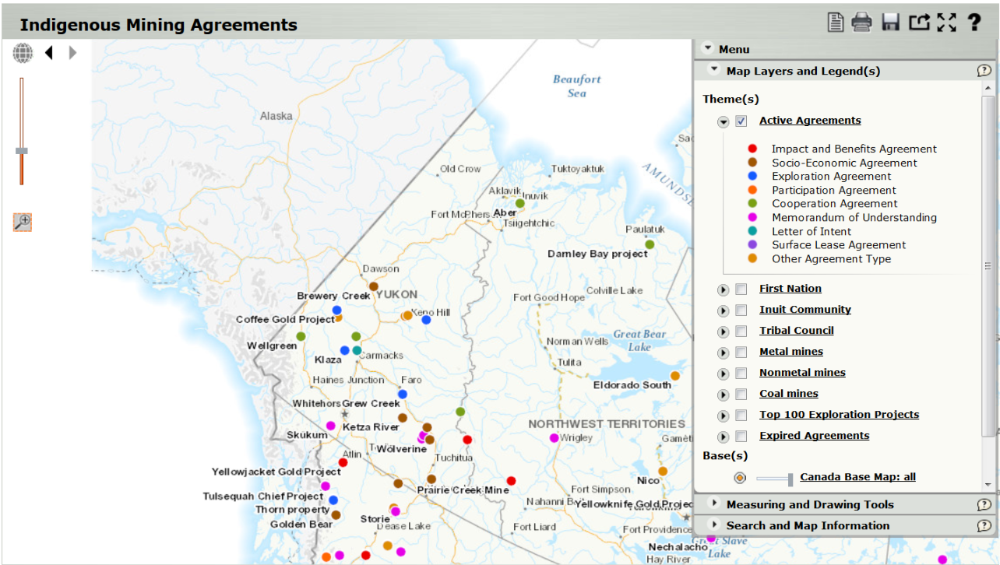 Indigenous Mining Agreements
?
Menu
Map Layers and Legend(s)
?
Theme(s)
Active Agreements
Impact and Benefits Agreement
Socio-Economic Agreement
Exploration Agreement
Participation Agreement
Cooperation Agreement
Memorandum of Understanding
Letter of Intent
Surface Lease Agreement
Other Agreement Type
First Nation
Inuit Community
Tribal Council
Metal mines
Nonmetal mines
Coal mines
Top 100 Exploration Projects
Expired Agreements
Base(s)
Canada Base Map: all
Measuring and Drawing Tools
?
Search and Map Information
?
Beaufort
Sea
Alaska
Sac
AMUNDSE
Old Crow
Tuktoyaktuk
Aklavik
Inuvik
Fort McPhers
Aber
Tsiigehtchic
Paulatuk
Darnley Bay project
Dawson
Brewery Creek
YUKON
Colville Lake
Fort Good Hope
Keno Hill
Coffee Gold Project
Great Bear
Lake
Wellgreen
Norman Wells
Klaza
Carmacks
Tulita
Haines Junction
Faro
Eldorado South
Whitehors
Grew Creek
Ketza River
NORTHWEST TERRITORIES
Skukum
Wrigley
Gamèt
Atlin
Wolverine
Tuchitua
Yellowjacket Gold Project
Nico
Prairie Creek Mine
Fort Simpson
Tulsequah Chief Project
Nahanni B
Yellowknife Gold Projec
Thorn property
Storie
Golden Bear
Dease Lake
Fort Liard
Fort Providence
Nechalacho
Great Slave
Lake
Hay River